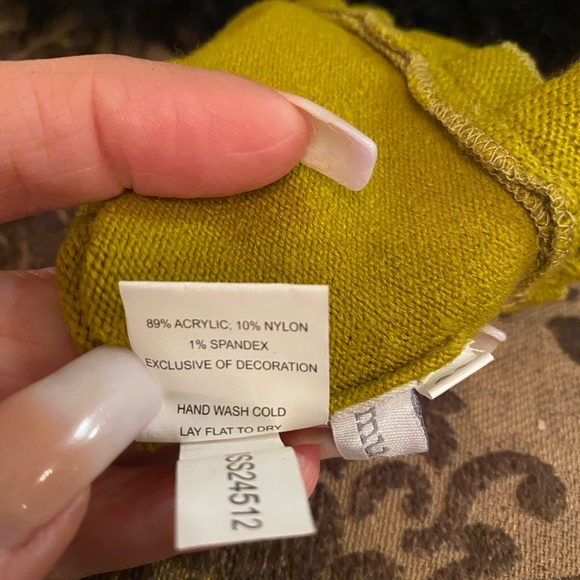 89% ACRYLIC; 10% NYLON
1% SPANDEX
EXCLUSIVE OF DECORATION
HAND WASH COLD
LAY FLAT TO DRY
SS24512